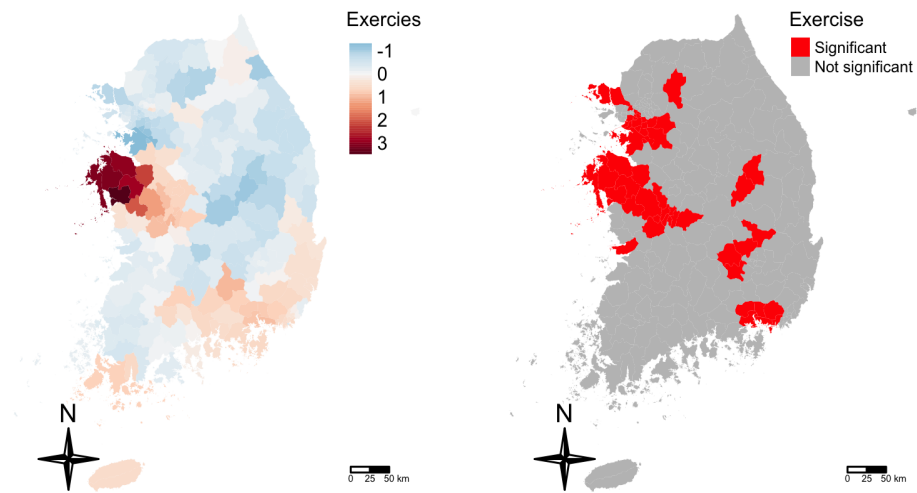 Exercies
-1
0
1
2
3
N
0 25 50 km
Exercise
Significant
Not significant
N
0 25 50 km